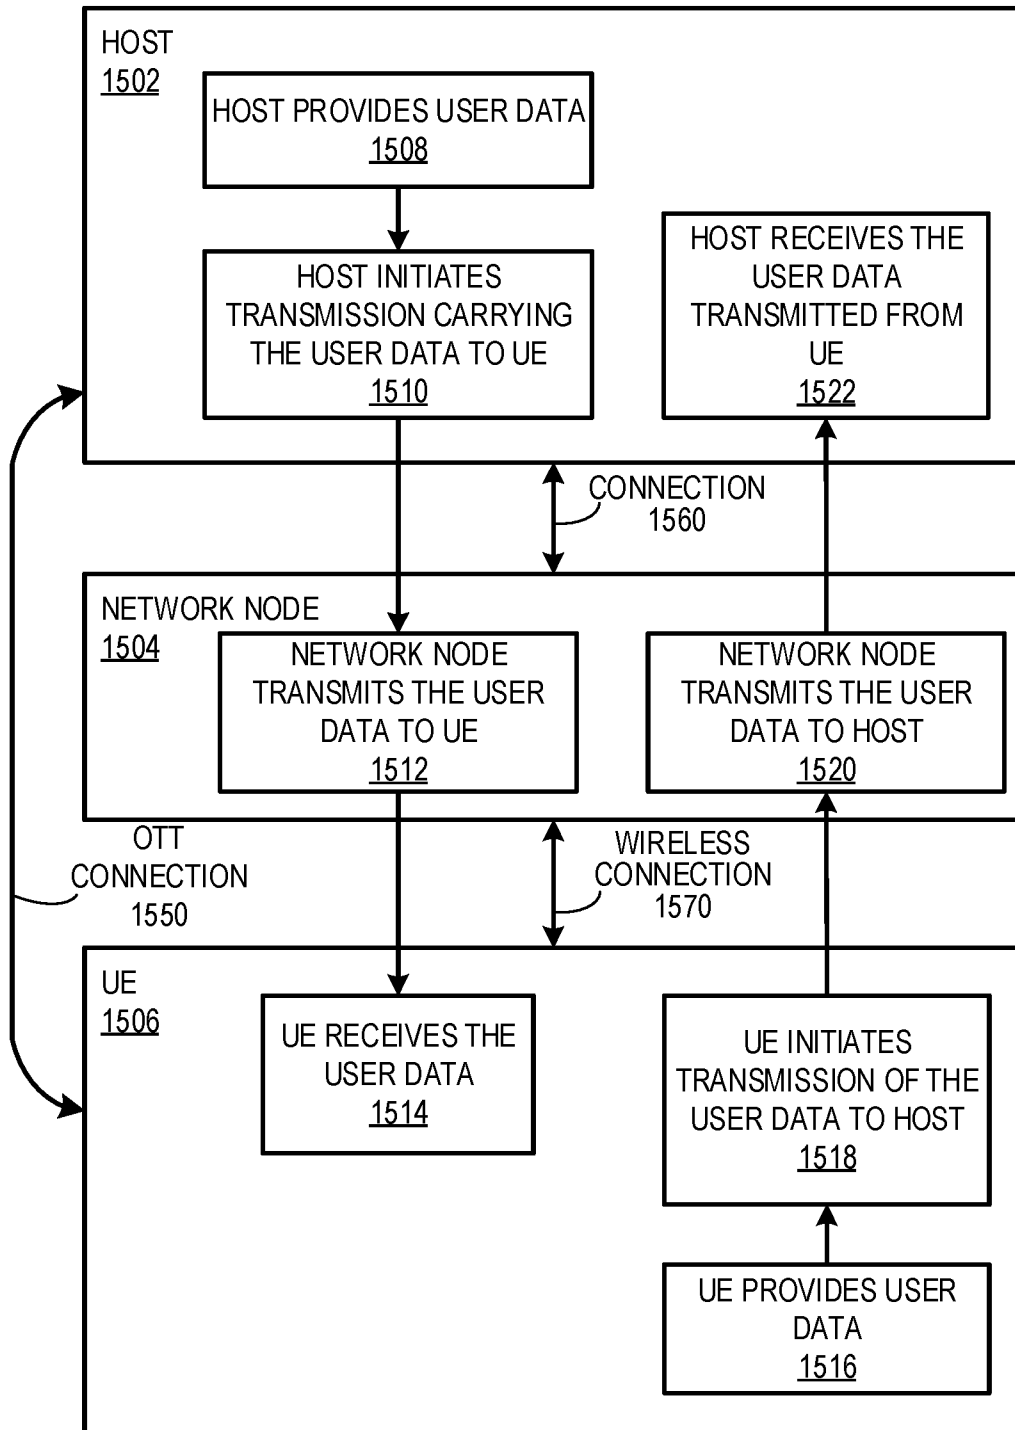 HOST
1502
HOST PROVIDES USER DATA
1508
HOST INITIATES
TRANSMISSION CARRYING
THE USER DATA TO UE
1510
HOST RECEIVES THE
USER DATA
TRANSMITTED FROM
UE
1522
CONNECTION
1560
NETWORK NODE
1504
NETWORK NODE
TRANSMITS THE USER
DATA TO UE
1512
NETWORK NODE
TRANSMITS THE USER
DATA TO HOST
1520
OTT
CONNECTION
1550
WIRELESS
CONNECTION
1570
UE
1506
UE RECEIVES THE
USER DATA
1514
UE INITIATES
TRANSMISSION OF THE
USER DATA TO HOST
1518
UE PROVIDES USER
DATA
1516